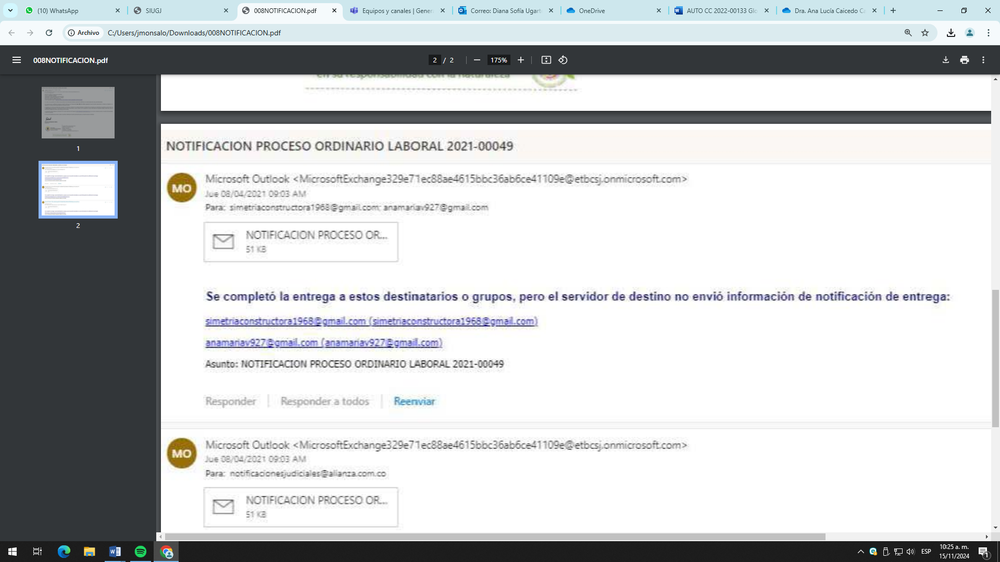 (10) WhatsApp
SIUGJ
008NOTIFICACION.pdf
Equipos y canales | Gener
Correo: Diana Sofía Ugart
OneDrive
AUTO CC 2022-00133 Glo
Dra. Ana Lucía Caicedo C
Archivo
C:/Users/jmonsalo/Downloads/008NOTIFICACION.pdf
008NOTIFICACION.pdf
2 / 2
175%
1
2
en su responsabilidad con la naturaleza
NOTIFICACION PROCESO ORDINARIO LABORAL 2021-00049
MO
Microsoft Outlook <MicrosoftExchange329e71ec88ae4615bbc36ab6ce41109e@etbcsj.onmicrosoft.com>
Jue 08/04/2021 09:03 AM
Para: simetriaconstructora1968@gmail.com; anamariav927@gmail.com
NOTIFICACION PROCESO OR...
51 KB
Se completó la entrega a estos destinatarios o grupos, pero el servidor de destino no envió información de notificación de entrega:
simetriaconstructora1968@gmail.com (simetriaconstructora1968@gmail.com)
anamariav927@gmail.com (anamariav927@gmail.com)
Asunto: NOTIFICACION PROCESO ORDINARIO LABORAL 2021-00049
Responder
Responder a todos
Reenviar
MO
Microsoft Outlook <MicrosoftExchange329e71ec88ae4615bbc36ab6ce41109e@etbcsj.onmicrosoft.com>
Jue 08/04/2021 09:03 AM
Para: notificacionesjudiciales@alianza.com.co
NOTIFICACION PROCESO OR...
51 KB
ESP
10:25 a. m.
15/11/2024
1